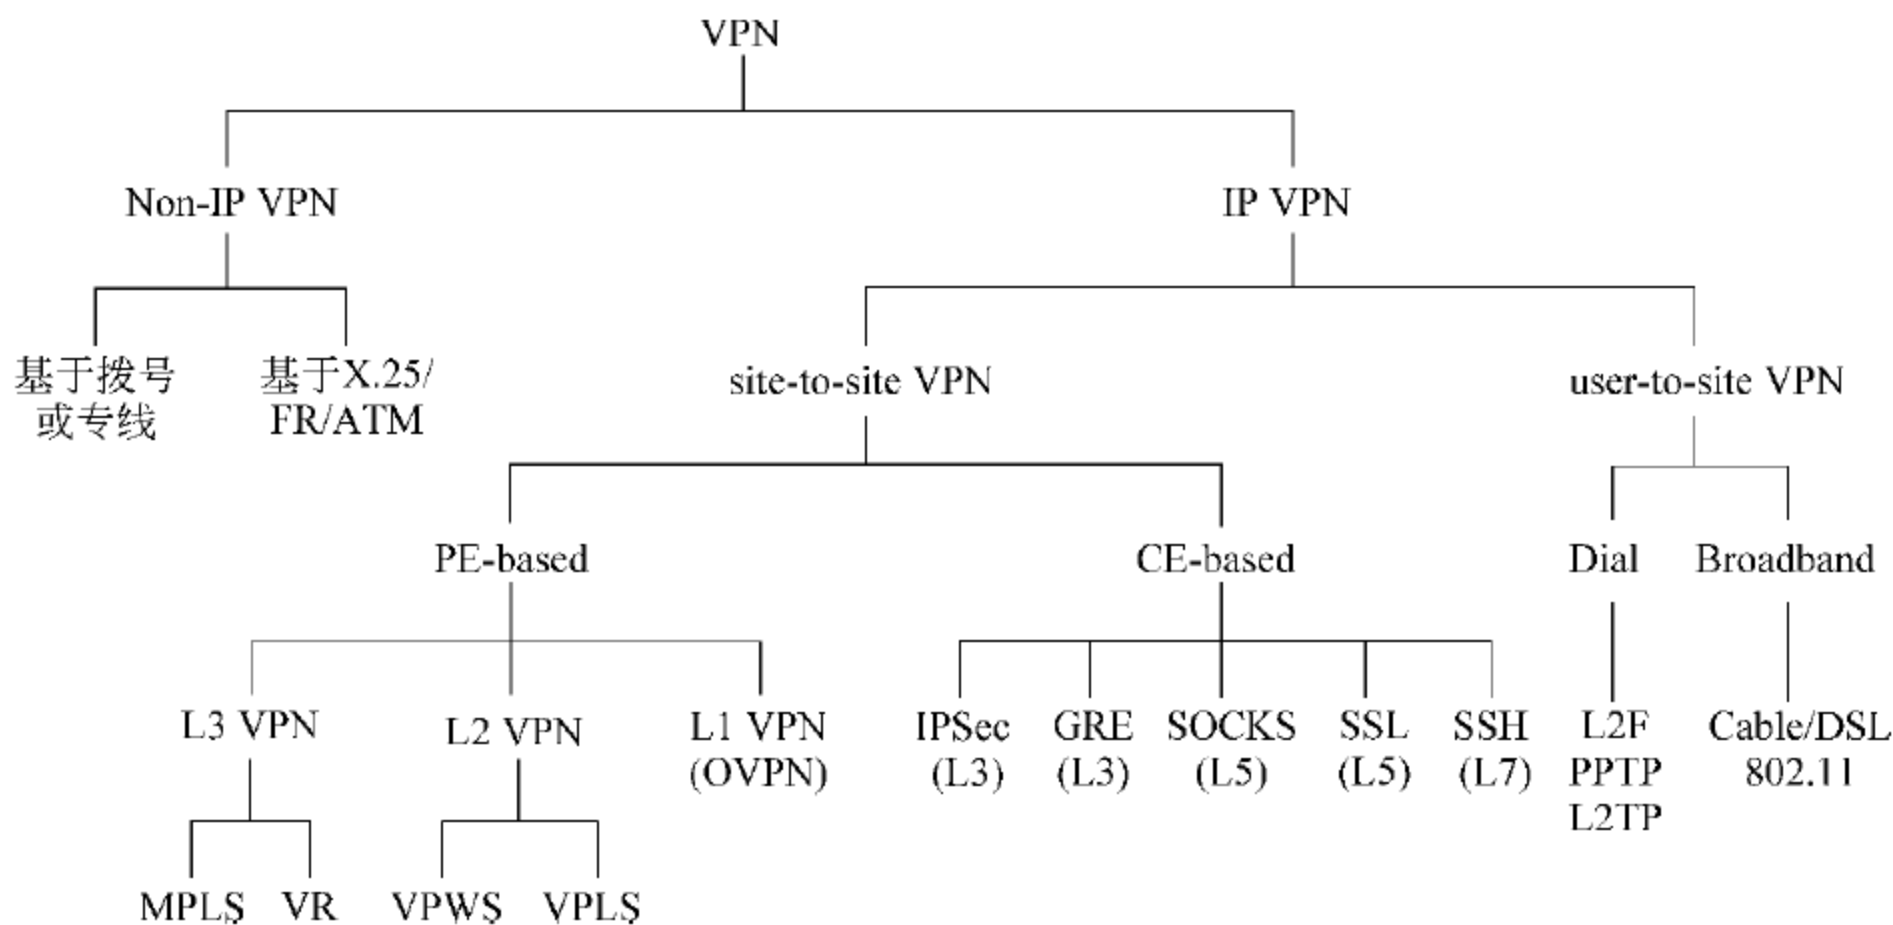 VPN
Non-IP VPN
IP VPN
基于拨号
或专线
基于X.25/
FR/ATM
site-to-site VPN
user-to-site VPN
PE-based
CE-based
Dial
Broadband
L3 VPN
L2 VPN
L1 VPN
(OVPN)
IPSec
(L3)
GRE
(L3)
SOCKS
(L5)
SSL
(L5)
SSH
(L7)
L2F
PPTP
L2TP
Cable/DSL
802.11
MPLS
VR
VPWS
VPLS